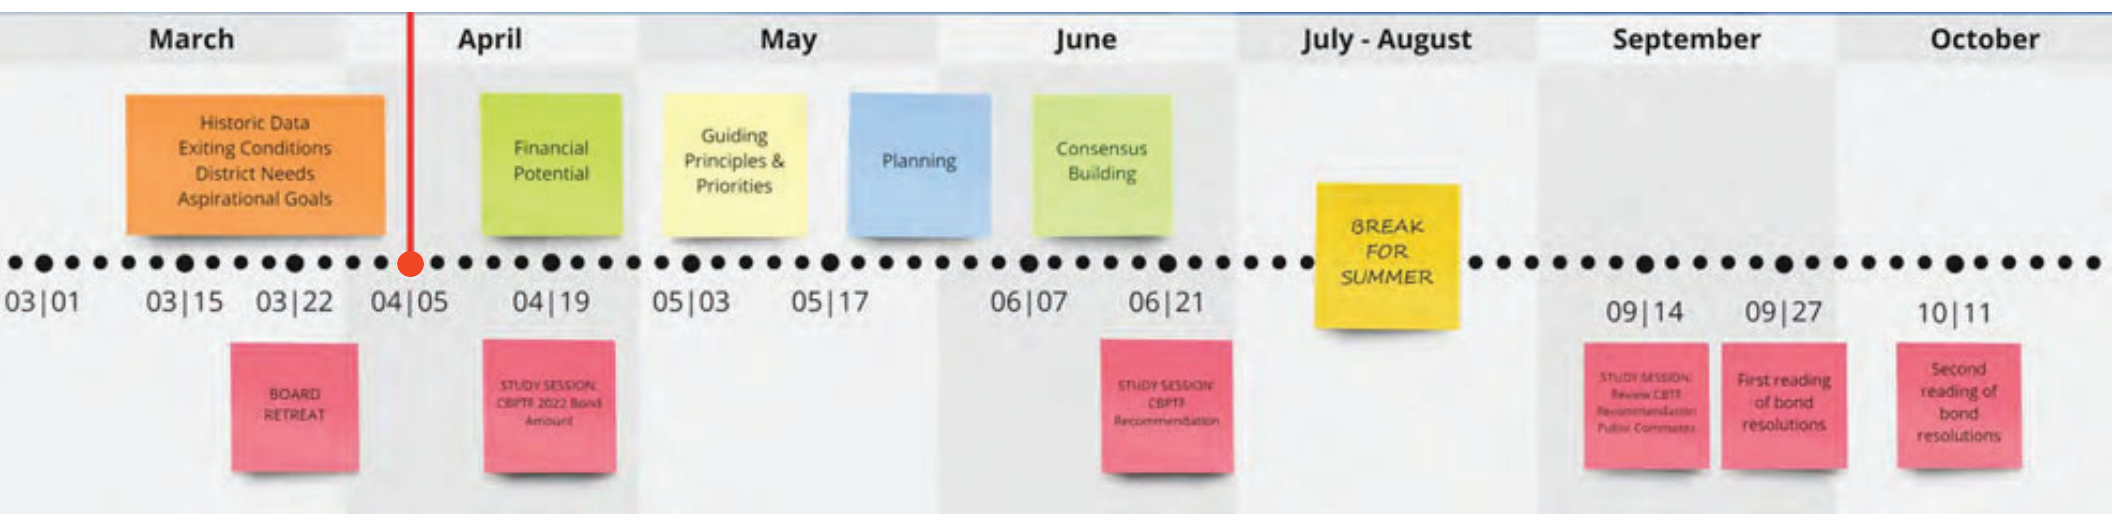 March
April
May
June
July - August
September
October
Historic Data
Exiting Conditions
District Needs
Aspirational Goals
Financial
Potential
Guiding
Principles &
Priorities
Planning
Consensus
Building
BREAK
FOR
SUMMER
03|01
03|15
03|22
04|05
04|19
05|03
05|17
06|07
06|21
09|14
09|27
10|11
BOARD
RETREAT
STUDY SESSION:
CBPTF 2022 Bond
Amount
STUDY SESSION:
CBPTF
Recommendation
STUDY SESSION:
Review CBTF
Recommendation
Public Comments
First reading
of bond
resolutions
Second
reading of
bond
resolutions